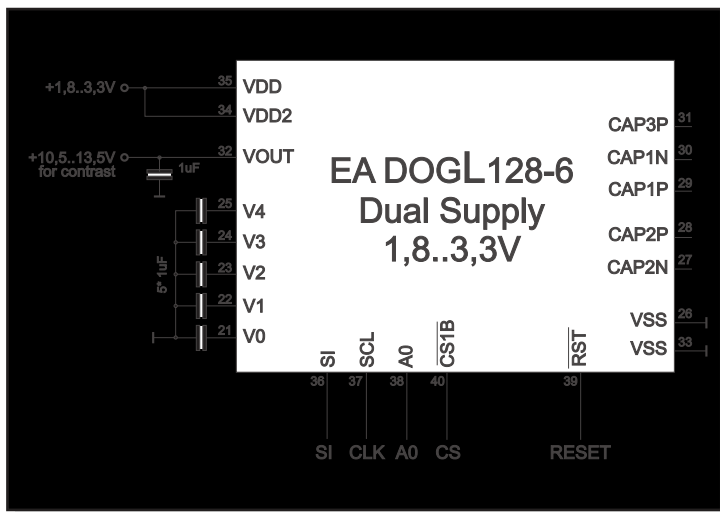 +1,8..3,3V
35 VDD
34 VDD2
+10,5..13,5V
for contrast
32 VOUT
1uF
25 V4
24 V3
23 V2
22 V1
21 V0
5* 1uF
EA DOGL128-6
Dual Supply
1,8..3,3V
CAP3P 31
CAP1N 30
CAP1P 29
CAP2P 28
CAP2N 27
VSS 26
VSS 33
SI SCL A0 CS1B RST
36 37 38 40 39
SI CLK A0 CS RESET